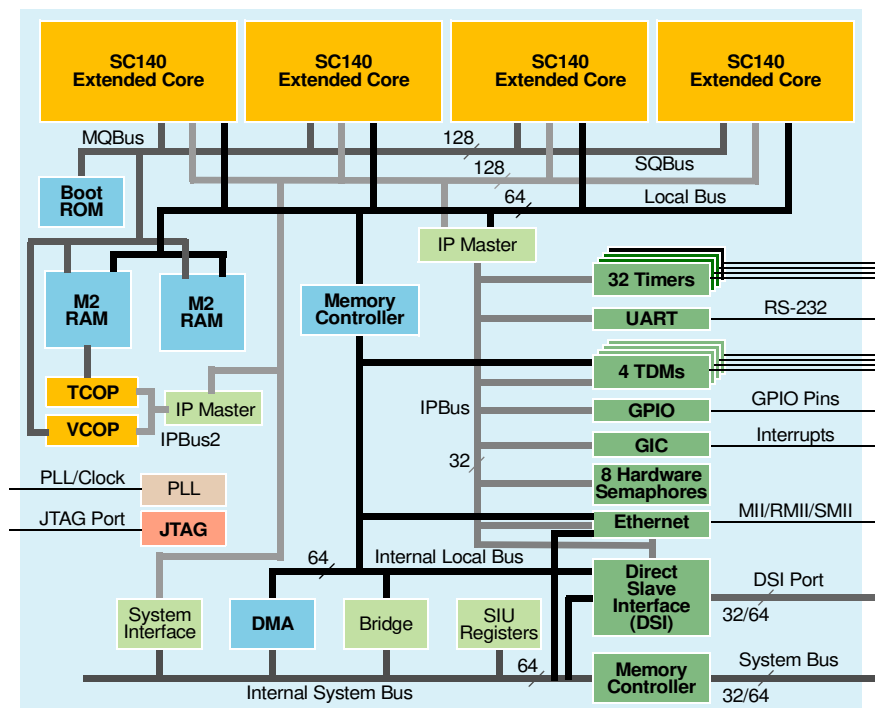 SC140
Extended Core
SC140
Extended Core
SC140
Extended Core
SC140
Extended Core
MQBus
128
128
SQBus
Boot
ROM
64
Local Bus
IP Master
M2
RAM
M2
RAM
Memory
Controller
32 Timers
UART
RS-232
4 TDMs
TCOP
VCOP
IP Master
IPBus2
IPBus
GPIO
GPIO Pins
GIC
Interrupts
32
8 Hardware
Semaphores
PLL/Clock
PLL
JTAG Port
JTAG
Ethernet
MII/RMII/SMII
64
Internal Local Bus
Direct
Slave
Interface
(DSI)
DSI Port
32/64
System
Interface
DMA
Bridge
SIU
Registers
64
Internal System Bus
Memory
Controller
System Bus
32/64